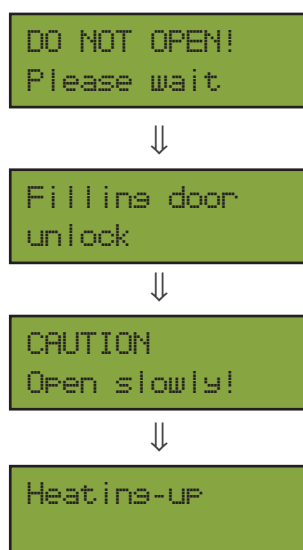 DO NOT OPEN!
Please wait
⇓
Filling door
unlock
⇓
CAUTION
Open slowly!
⇓
Heating-up